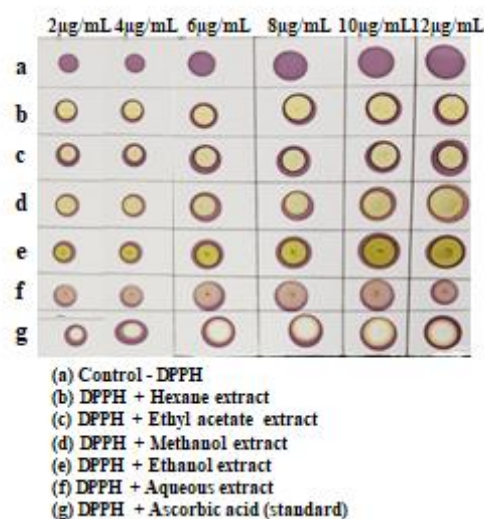 2µg/mL 4µg/mL 6µg/mL 8µg/mL 10µg/mL 12µg/mL
a
b
c
d
e
f
g
(a) Control - DPPH
(b) DPPH + Hexane extract
(c) DPPH + Ethyl acetate extract
(d) DPPH + Methanol extract
(e) DPPH + Ethanol extract
(f) DPPH + Aqueous extract
(g) DPPH + Ascorbic acid (standard)